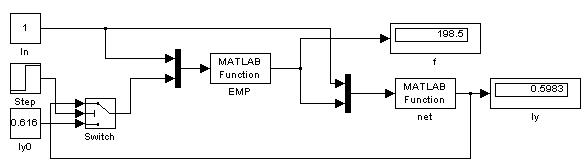 1
In
Step
0.616
Iy0
Switch
MATLAB
Function
EMP
198.5
f
MATLAB
Function
net
0.5983
Iy